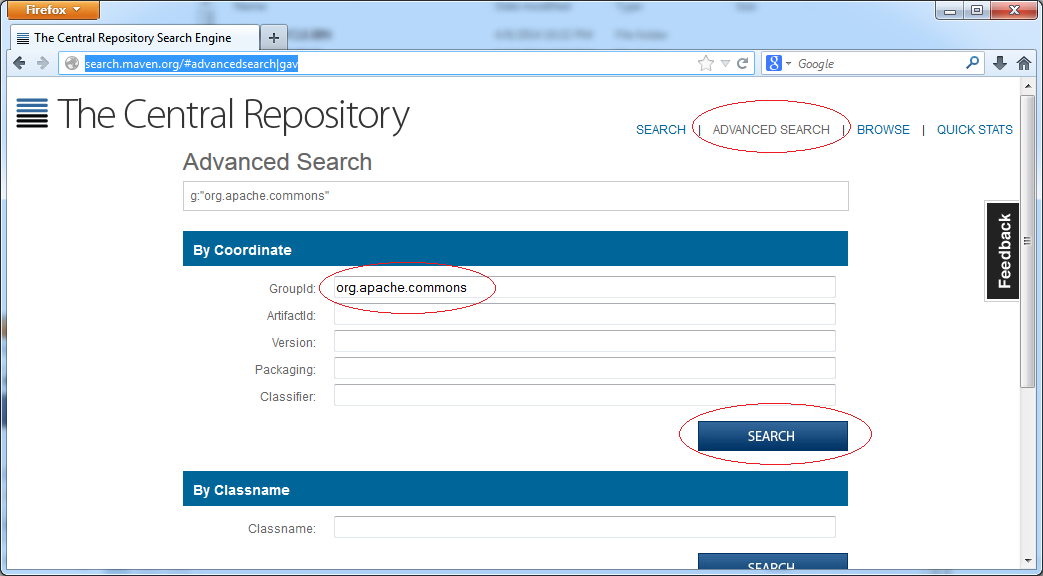 Firefox
The Central Repository Search Engine
search.maven.org/#advancedsearch|gav
Google
The Central Repository
SEARCH | ADVANCED SEARCH | BROWSE | QUICK STATS
Advanced Search
g:"org.apache.commons"
Feedback
By Coordinate
GroupId: org.apache.commons
ArtifactId:
Version:
Packaging:
Classifier:
SEARCH
By Classname
Classname:
SEARCH